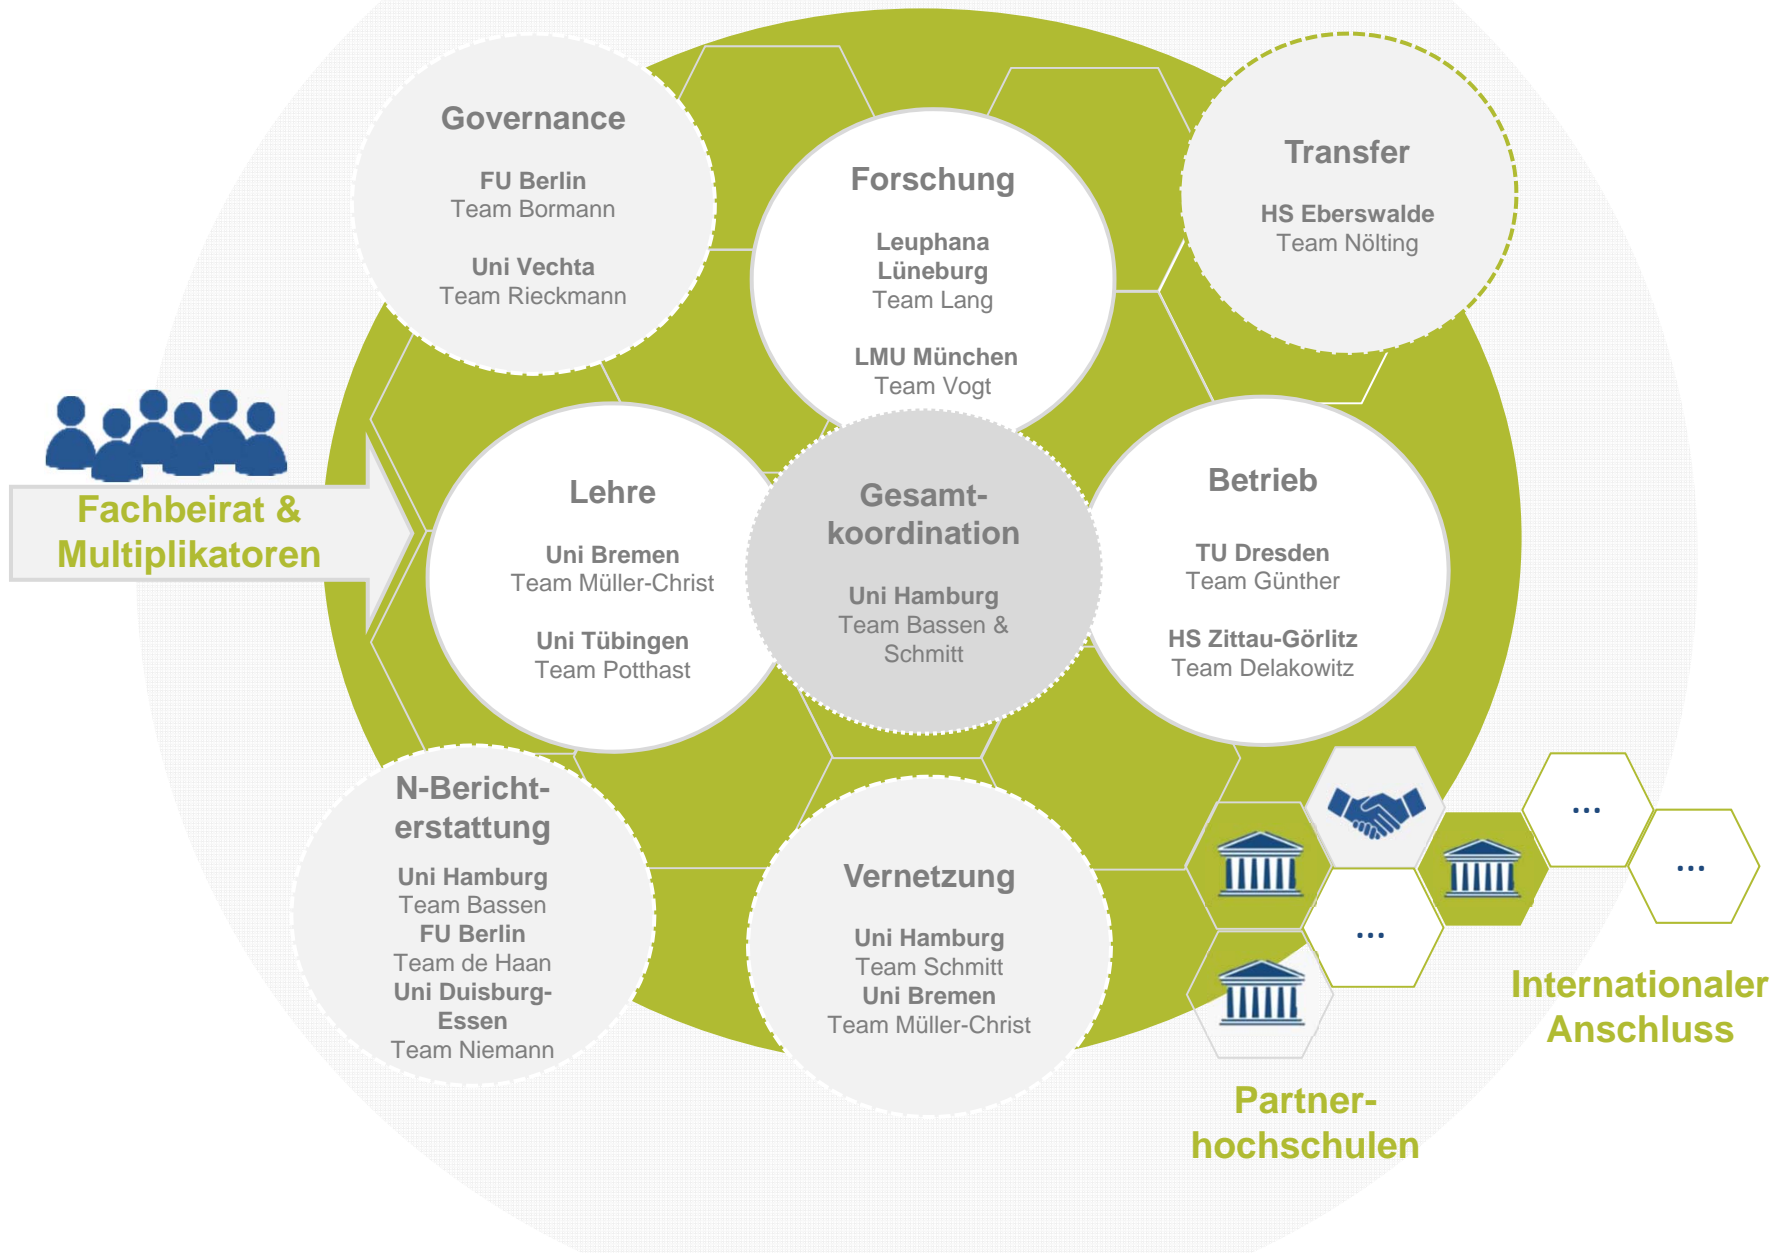 Governance
FU Berlin
Team Bormann
Uni Vechta
Team Rieckmann
Forschung
Leuphana
Lüneburg
Team Lang
LMU München
Team Vogt
Transfer
HS Eberswalde
Team Nölting
Fachbeirat &
Multiplikatoren
Lehre
Uni Bremen
Team Müller-Christ
Uni Tübingen
Team Potthast
Gesamt-
koordination
Uni Hamburg
Team Bassen &
Schmitt
Betrieb
TU Dresden
Team Günther
HS Zittau-Görlitz
Team Delakowitz
N-Bericht-
erstattung
Uni Hamburg
Team Bassen
FU Berlin
Team de Haan
Uni Duisburg-
Essen
Team Niemann
Vernetzung
Uni Hamburg
Team Schmitt
Uni Bremen
Team Müller-Christ
...
...
...
Internationaler
Anschluss
Partner-
hochschulen